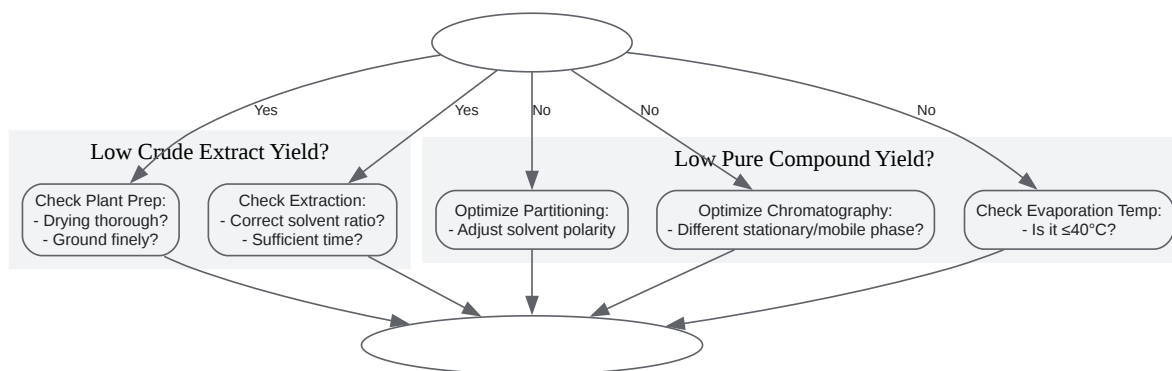 Yes
Yes
No
No
No
Low Crude Extract Yield?
Low Pure Compound Yield?
Check Plant Prep:
- Drying thorough?
- Ground finely?
Check Extraction:
- Correct solvent ratio?
- Sufficient time?
Optimize Partitioning:
- Adjust solvent polarity
Optimize Chromatography:
- Different stationary/mobile phase?
Check Evaporation Temp:
- Is it ≤40°C?